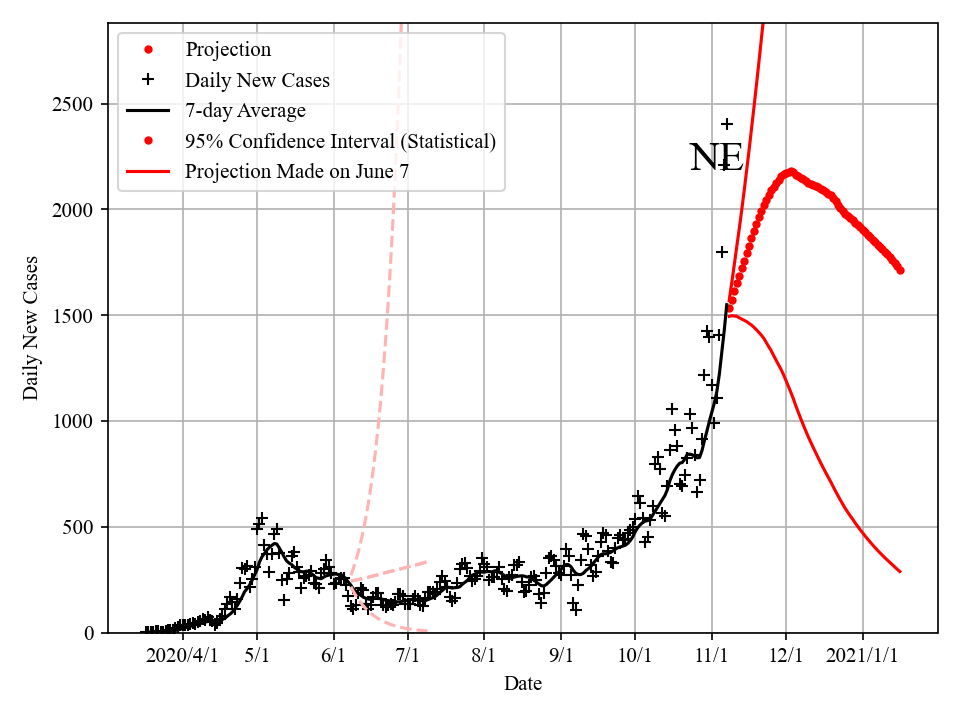 Projection
Daily New Cases
7-day Average
95% Confidence Interval (Statistical)
Projection Made on June 7
NE
2500
2000
1500
1000
500
0
Daily New Cases
2020/4/1 5/1 6/1 7/1 8/1 9/1 10/1 11/1 12/1 2021/1/1
Date